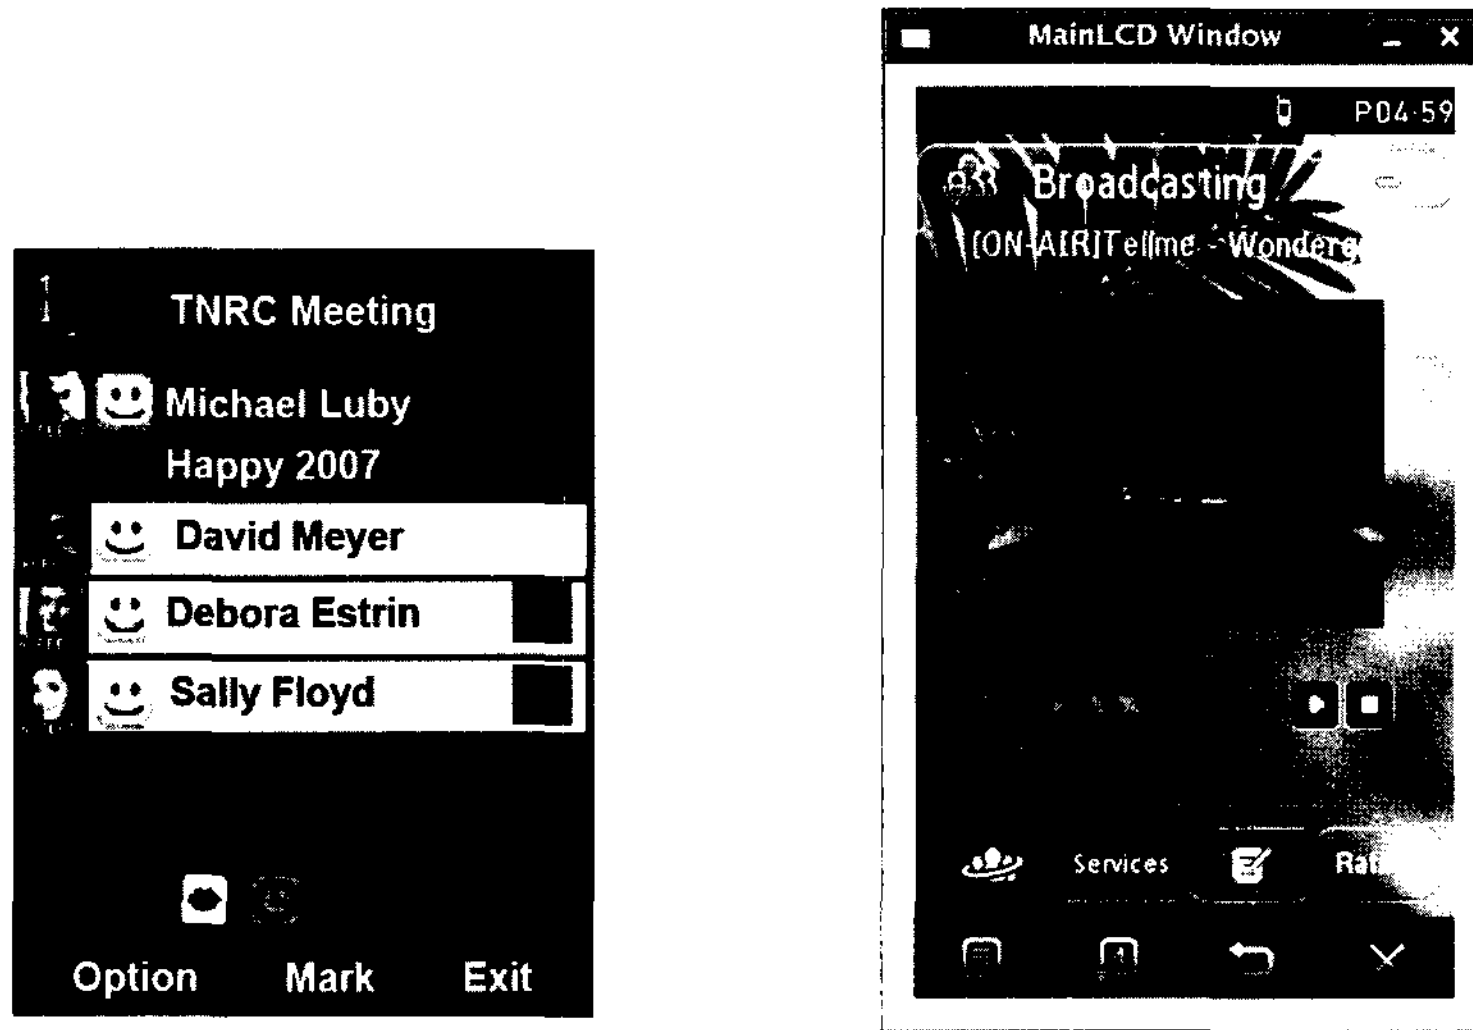 TNRC Meeting
Michael Luby
Happy 2007
David Meyer
Debora Estrin
Sally Floyd
Option Mark Exit
MainLCD Window
P04:59
Broadcasting
[ON-AIR]Tellme - Wonderg
Services